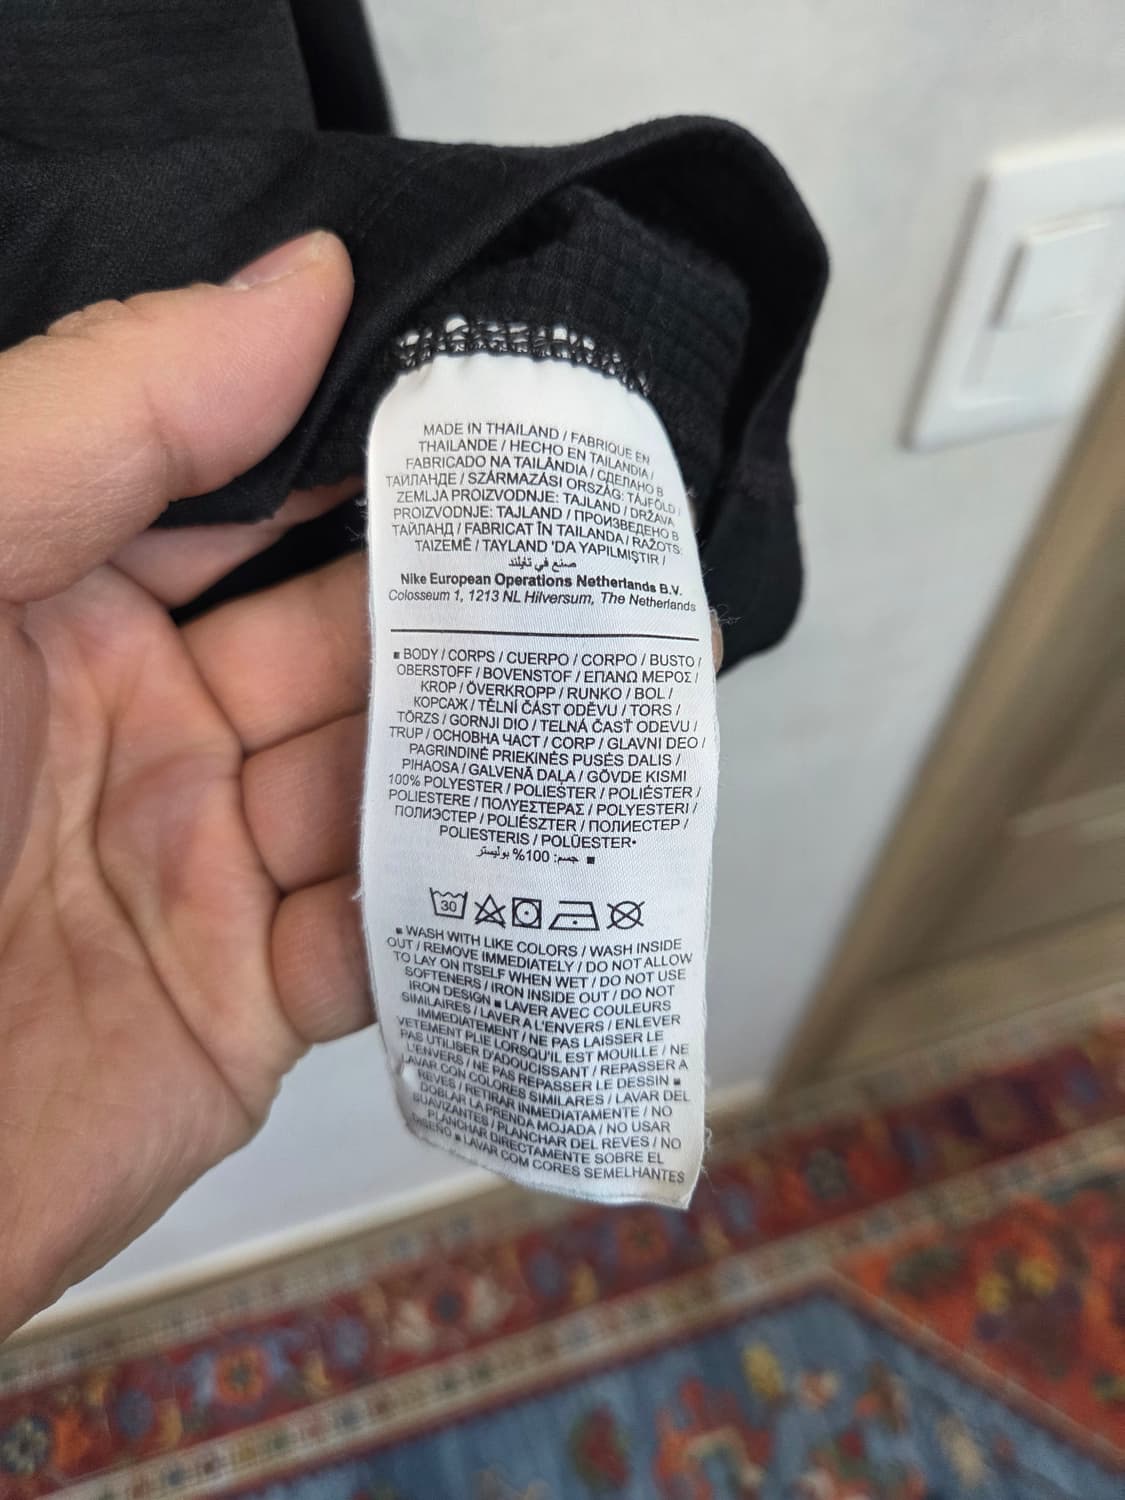 MADE IN THAILAND / FABRIQUE EN
THAILANDE / HECHO EN TAILANDIA /
FABRICADO NA TAILÂNDIA / СДЕЛАНО В
ТАИЛАНДЕ / SZÁRMAZÁSI ORSZÁG: TÁJFÖLD /
ZEMLJA PROIZVODNJE: TAJLAND / DRŽAVA
PROIZVODNJE: TAJLAND / ПРОИЗВЕДЕНО В
ТАЙЛАНД / FABRICAT ÎN TAILANDA / RAŽOTS:
TAIZEMĒ / TAYLAND 'DA YAPILMIŞTIR /
صنع في تايلند
Nike European Operations Netherlands B.V.
Colosseum 1, 1213 NL Hilversum, The Netherlands
■ BODY / CORPS / CUERPO / CORPO / BUSTO /
OBERSTOFF / BOVENSTOF / ΕΠΑΝΩ ΜΕΡΟΣ /
KROP / ÖVERKROPP / RUNKO / BOL /
КОРСАЖ / TĚLNÍ ČÁST ODĚVU / TORS /
TÖRZS / GORNJI DIO / TELNÁ ČASŤ ODEVU /
TRUP / ОСНОВНА ЧАСТ / CORP / GLAVNI DEO /
PAGRINDINĖ PRIEKINĖS PUSĖS DALIS /
PIHAOSA / GALVENĀ DAĻA / GÖVDE KISMI
100% POLYESTER / POLIESTER / POLIÉSTER /
POLIESTERE / ΠΟΛΥΕΣΤΕΡΑΣ / POLYESTERI /
ПОЛИЭСТЕР / POLIÉSZTER / ПОЛИЕСТЕР /
POLIESTERIS / POLÜESTER•
■ جسم: 100% بوليستر
30
■ WASH WITH LIKE COLORS / WASH INSIDE
OUT / REMOVE IMMEDIATELY / DO NOT ALLOW
TO LAY ON ITSELF WHEN WET / DO NOT USE
SOFTENERS / IRON INSIDE OUT / DO NOT
IRON DESIGN ■ LAVER AVEC COULEURS
SIMILAIRES / LAVER A L'ENVERS / ENLEVER
IMMEDIATEMENT / NE PAS LAISSER LE
VETEMENT PLIE LORSQU'IL EST MOUILLE / NE
PAS UTILISER D'ADOUCISSANT / REPASSER A
L'ENVERS / NE PAS REPASSER LE DESSIN ■
LAVAR CON COLORES SIMILARES / LAVAR DEL
REVES / RETIRAR INMEDIATAMENTE / NO
DOBLAR LA PRENDA MOJADA / NO USAR
SUAVIZANTES / PLANCHAR DEL REVES / NO
PLANCHAR DIRECTAMENTE SOBRE EL
DISEÑO ■ LAVAR COM CORES SEMELHANTES